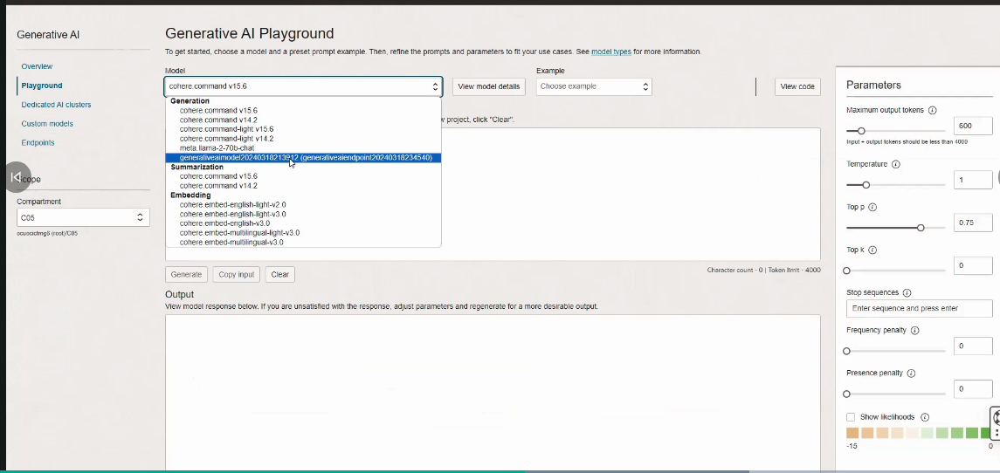 Generative AI
Overview
Playground
Dedicated AI clusters
Custom models
Endpoints
Scope
Compartment
C05
ocuocictmg6 (root)/C05
Generative AI Playground
To get started, choose a model and a preset prompt example. Then, refine the prompts and parameters to fit your use cases. See model types for more information.
Model
Example
cohere.command v15.6
View model details
Choose example
View code
Generation
cohere.command v15.6
cohere.command v14.2
cohere.command-light v15.6
cohere.command-light v14.2
meta.llama-2-70b-chat
generativeaimodel20240318213912 (generativeaiendpoint20240318234540)
Summarization
cohere.command v15.6
cohere.command v14.2
Embedding
cohere.embed-english-light-v2.0
cohere.embed-english-light-v3.0
cohere.embed-english-v3.0
cohere.embed-multilingual-light-v3.0
cohere.embed-multilingual-v3.0
w project, click "Clear".
Generate
Copy input
Clear
Character count - 0 | Token limit - 4000
Output
View model response below. If you are unsatisfied with the response, adjust parameters and regenerate for a more desirable output.
Parameters
Maximum output tokens
600
Input + output tokens should be less than 4000
Temperature
1
Top p
0.75
Top k
0
Stop sequences
Enter sequence and press enter
Frequency penalty
0
Presence penalty
0
Show likelihoods
-15
0